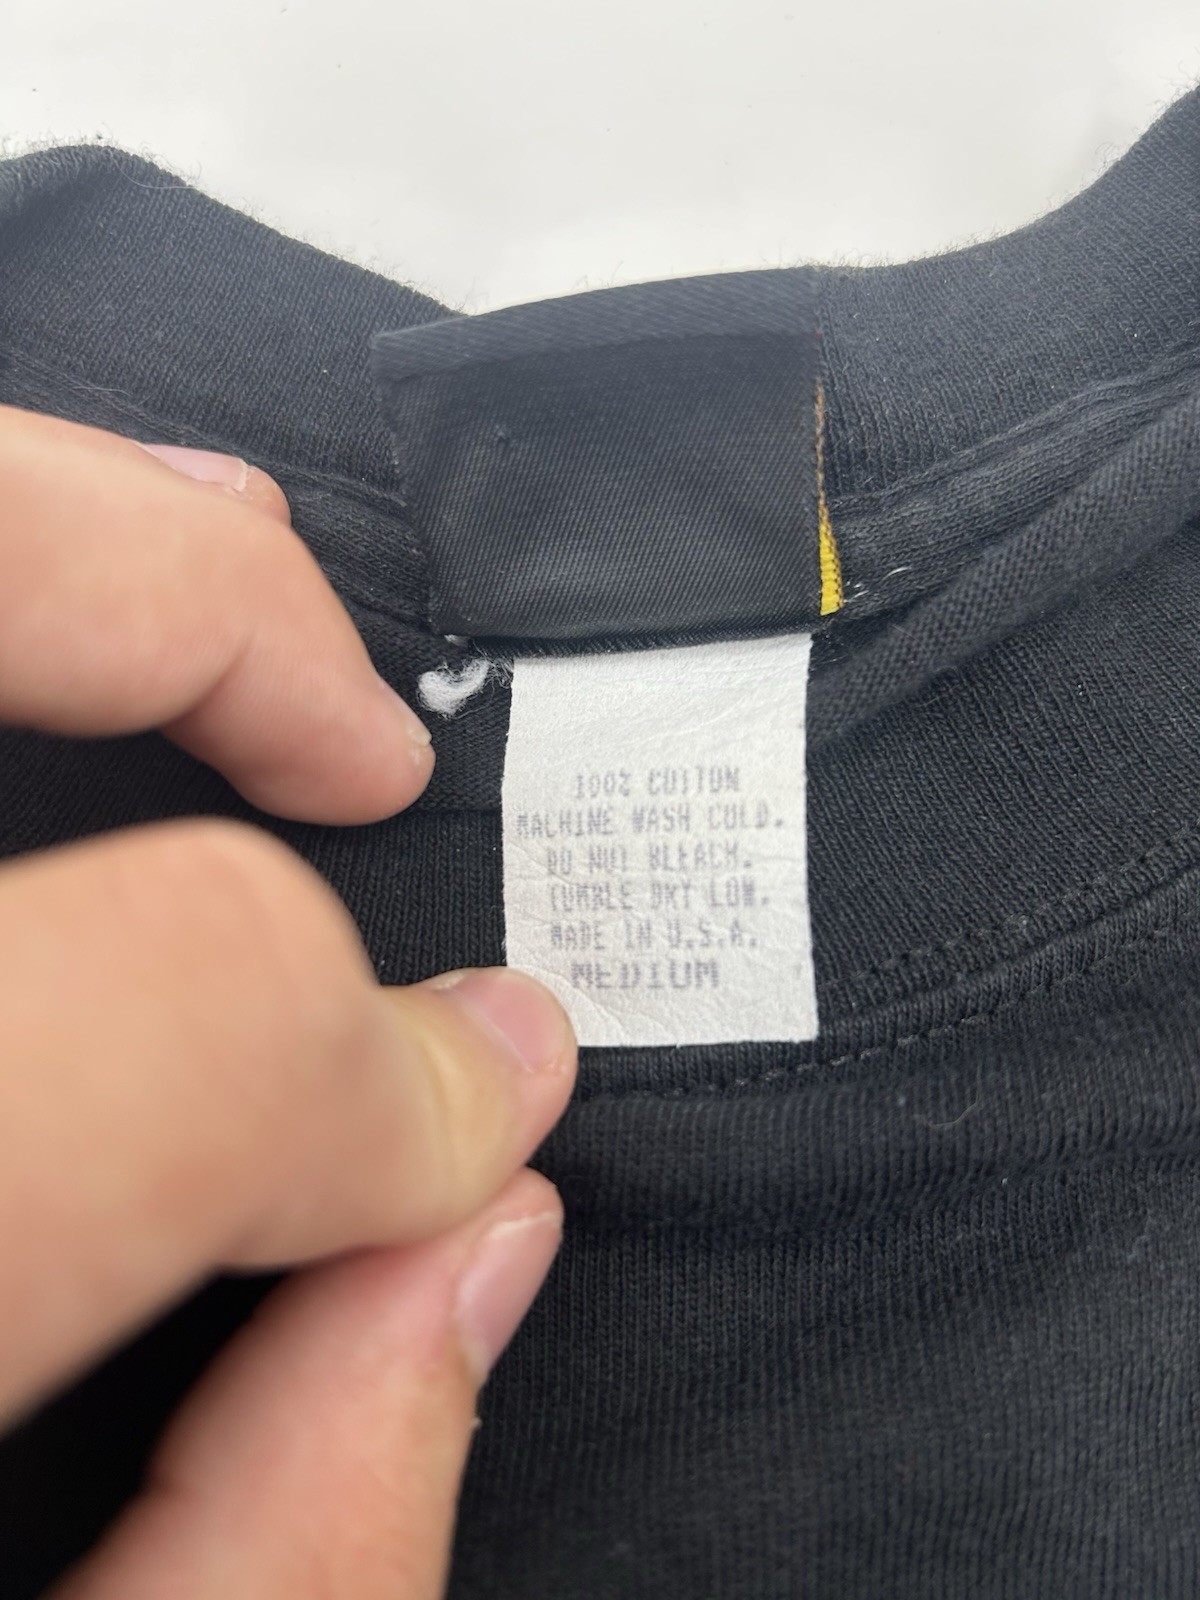 100% COTTON
MACHINE WASH COLD.
DO NOT BLEACH.
TUMBLE DRY LOW.
MADE IN U.S.A.
MEDIUM